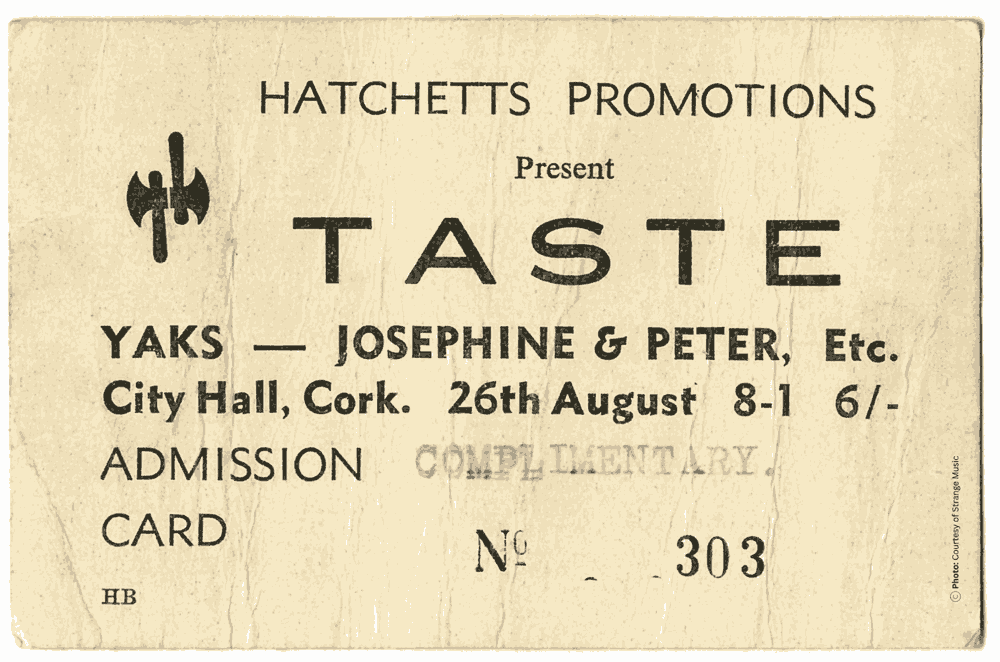 HATCHETTS PROMOTIONS
Present
TASTE
YAKS — JOSEPHINE & PETER, Etc.
City Hall, Cork. 26th August 8-1 6/-
ADMISSION COMPLIMENTARY.
CARD
Nº 303
HB
© Photo: Courtesy of Strange Music